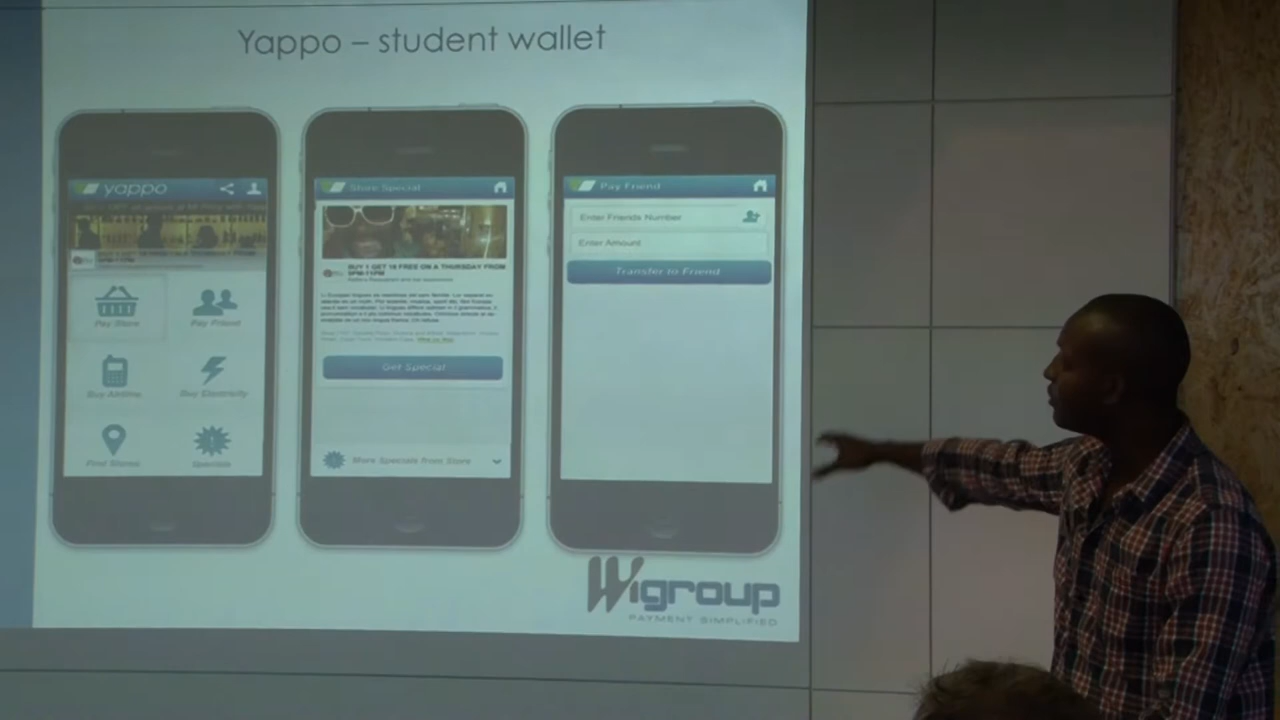 Yappo – student wallet
yappo
Pay Store
Pay Friend
Buy Airtime
Buy Electricity
Find Stores
Specials
Store Special
BUY 1 GET 1 FREE ON A THURSDAY FROM
Get Special
More Specials from Store
Pay Friend
Enter Friends Number
Enter Amount
Transfer to Friend
Wigroup
PAYMENT SIMPLIFIED